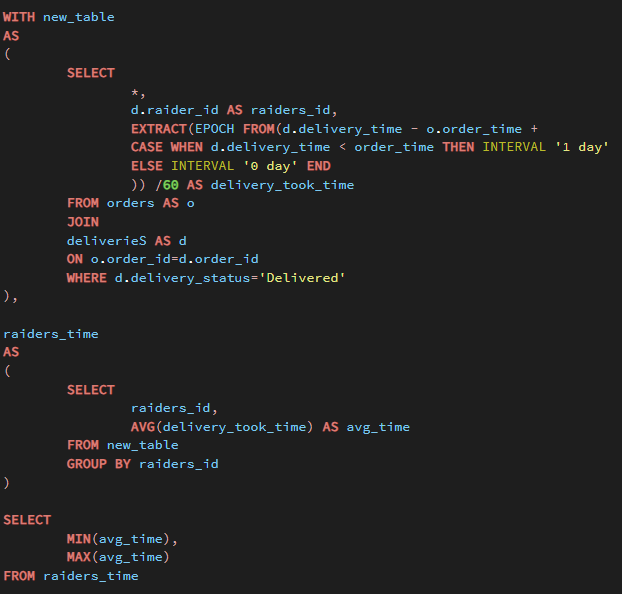 WITH new_table
AS
(
SELECT
*,
d.raider_id AS raiders_id,
EXTRACT(EPOCH FROM(d.delivery_time - o.order_time +
CASE WHEN d.delivery_time < order_time THEN INTERVAL '1 day'
ELSE INTERVAL '0 day' END
)) /60 AS delivery_took_time
FROM orders AS o
JOIN
deliverieS AS d
ON o.order_id=d.order_id
WHERE d.delivery_status='Delivered'
),
raiders_time
AS
(
SELECT
raiders_id,
AVG(delivery_took_time) AS avg_time
FROM new_table
GROUP BY raiders_id
)
SELECT
MIN(avg_time),
MAX(avg_time)
FROM raiders_time